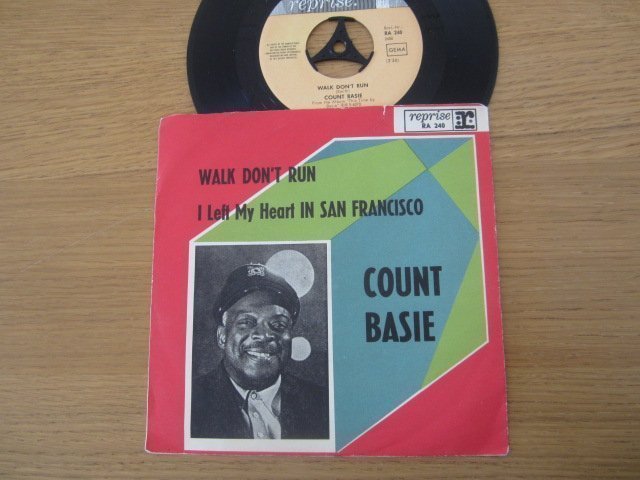 reprise:
RA 240
GEMA
WALK DON'T RUN
COUNT BASIE
reprise
RA 240
WALK DON'T RUN
I Left My Heart IN SAN FRANCISCO
COUNT
BASIE